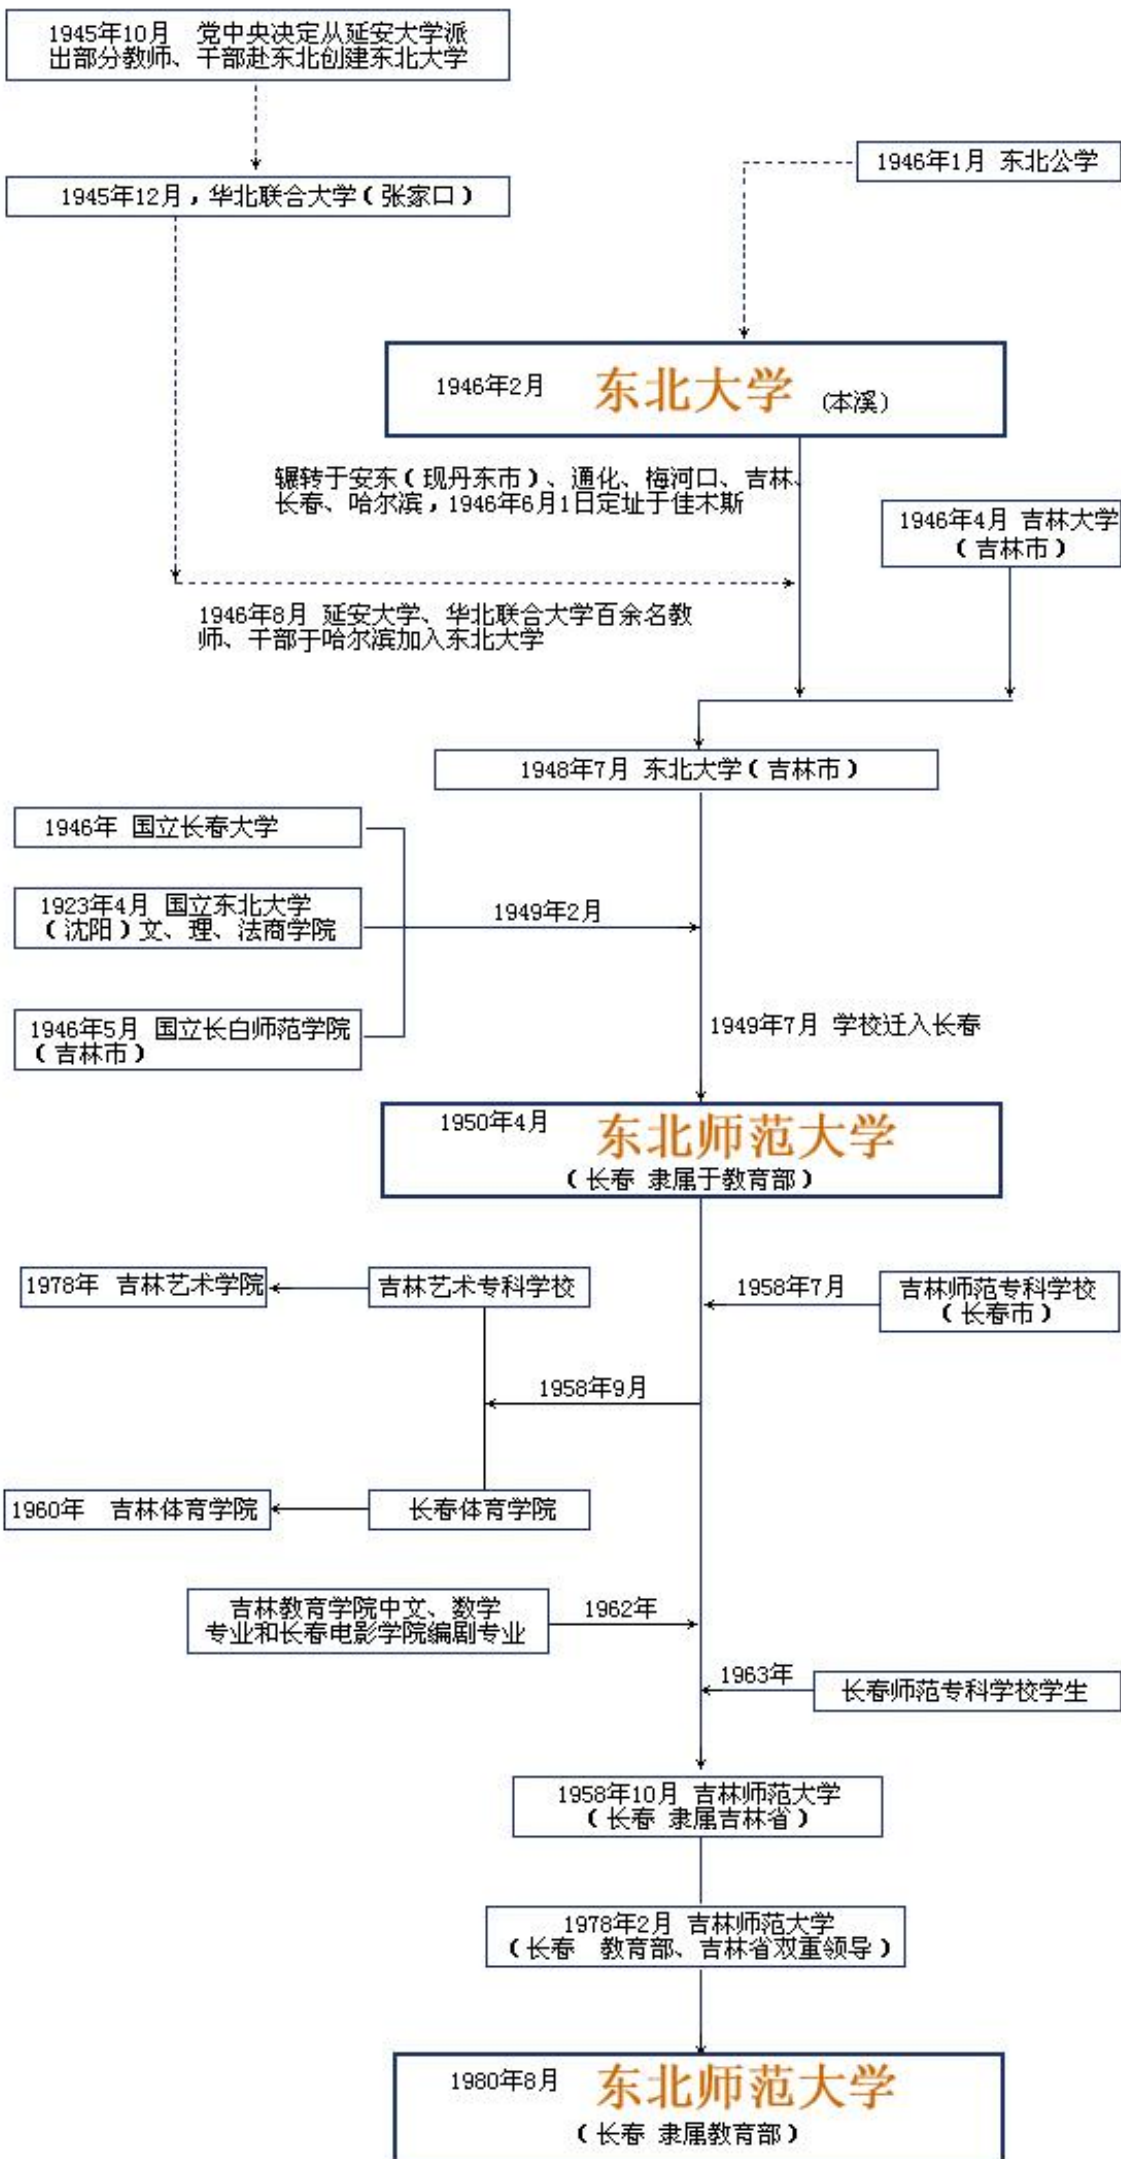 1945年10月 党中央决定从延安大学派
出部分教师、干部赴东北创建东北大学
1946年1月 东北公学
1945年12月，华北联合大学（张家口）
1946年2月 东北大学 (本溪)
辗转于安东（现丹东市）、通化、梅河口、吉林、
长春、哈尔滨，1946年6月1日定址于佳木斯
1946年4月 吉林大学
（吉林市）
1946年8月 延安大学、华北联合大学百余名教
师、干部于哈尔滨加入东北大学
1948年7月 东北大学（吉林市）
1946年 国立长春大学
1923年4月 国立东北大学
（沈阳）文、理、法商学院
1949年2月
1946年5月 国立长白师范学院
（吉林市）
1949年7月 学校迁入长春
1950年4月 东北师范大学
（长春 隶属于教育部）
1978年 吉林艺术学院
吉林艺术专科学校
1958年7月
吉林师范专科学校
（长春市）
1958年9月
1960年 吉林体育学院
长春体育学院
吉林教育学院中文、数学
专业和长春电影学院编剧专业
1962年
1963年
长春师范专科学校学生
1958年10月 吉林师范大学
（长春 隶属吉林省）
1978年2月 吉林师范大学
（长春 教育部、吉林省双重领导）
1980年8月 东北师范大学
（长春 隶属教育部）